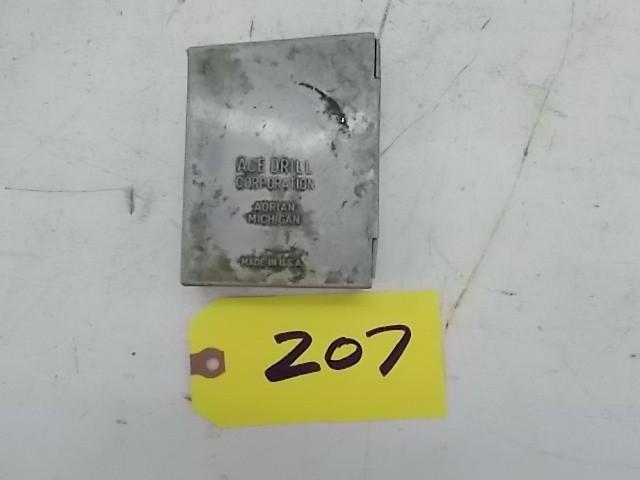 ACE DRILL
CORPORATION
ADRIAN
MICHIGAN
MADE IN U.S.A.
207